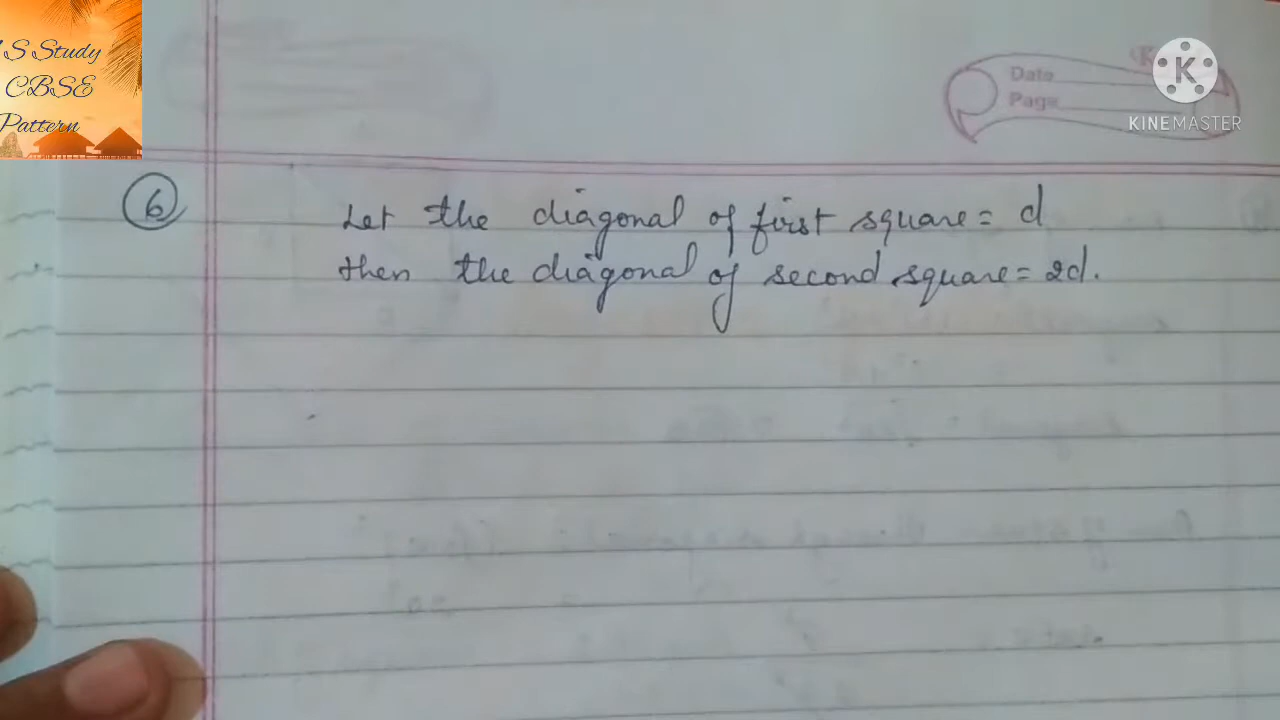 S Study
CBSE
Pattern
Date
Page
K
KINEMASTER
6 Let the diagonal of first square = d
then the diagonal of second square = 2d.